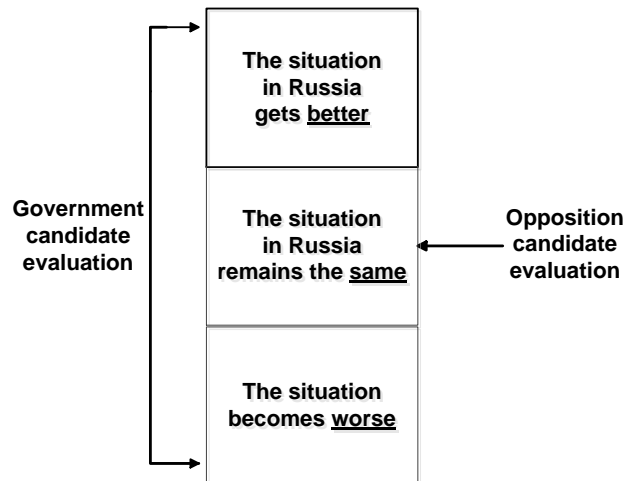 The situation
in Russia
gets better
Government
candidate
evaluation
The situation
in Russia
remains the same
Opposition
candidate
evaluation
The situation
becomes worse